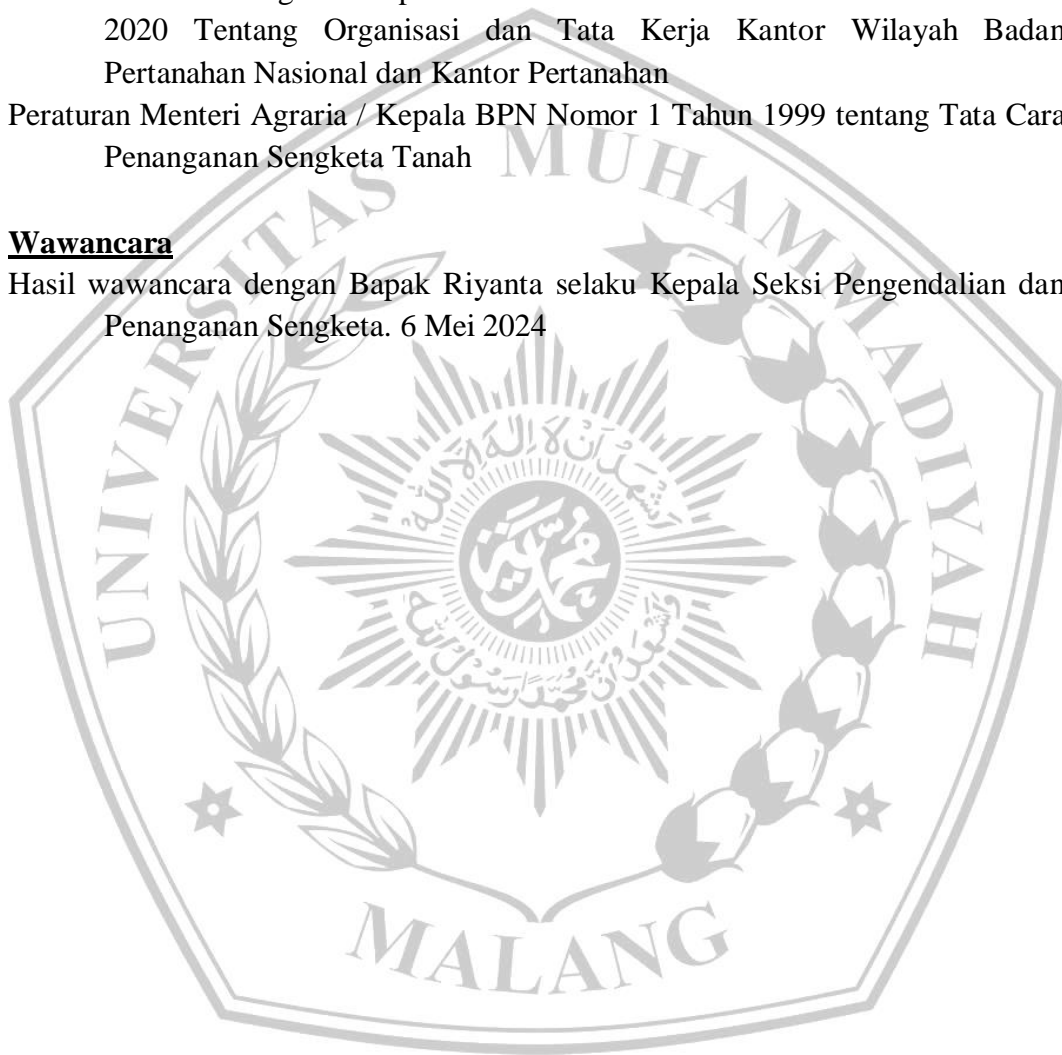 2020 Tentang Organisasi dan Tata Kerja Kantor Wilayah Badan
Pertanahan Nasional dan Kantor Pertanahan
Peraturan Menteri Agraria / Kepala BPN Nomor 1 Tahun 1999 tentang Tata Cara
Penanganan Sengketa Tanah
Wawancara
Hasil wawancara dengan Bapak Riyanta selaku Kepala Seksi Pengendalian dan
Penanganan Sengketa. 6 Mei 2024
UNIVERSITAS MUHAMMADIYAH
MALANG